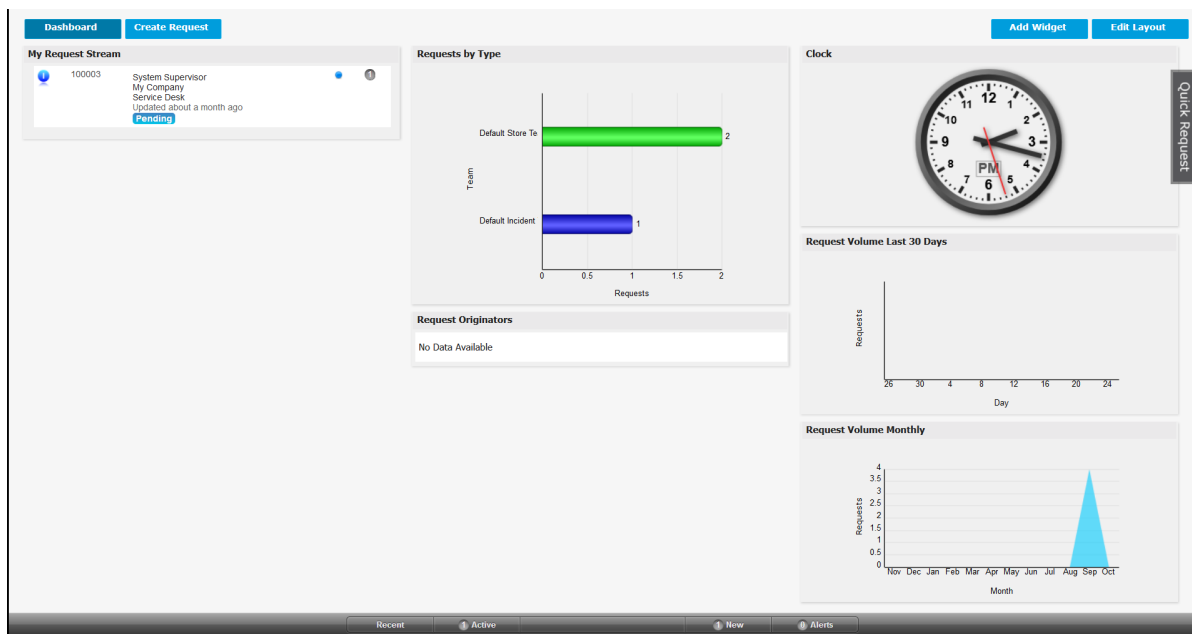 Dashboard
Create Request
Add Widget
Edit Layout
My Request Stream
100003
System Supervisor
My Company
Service Desk
Updated about a month ago
Pending
1
Requests by Type
Team
Default Store Te
2
Default Incident
1
0 0.5 1 1.5 2
Requests
Request Originators
No Data Available
Clock
12
11 1
10 2
9 3
8 PM 4
7 6 5
Quick Request
Request Volume Last 30 Days
Requests
26 30 4 8 12 16 20 24
Day
Request Volume Monthly
Requests
4
3.5
3
2.5
2
1.5
1
0.5
0
Nov Dec Jan Feb Mar Apr May Jun Jul Aug Sep Oct
Month
Recent
1 Active
1 New
0 Alerts